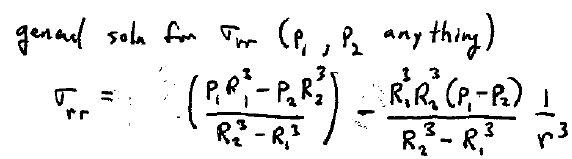 general soln for σrr (P₁, P₂ anything)
σrr = ((P₁R₁³ - P₂R₂³)/(R₂³ - R₁³)) - (R₁³R₂³(P₁-P₂))/(R₂³ - R₁³) 1/r³